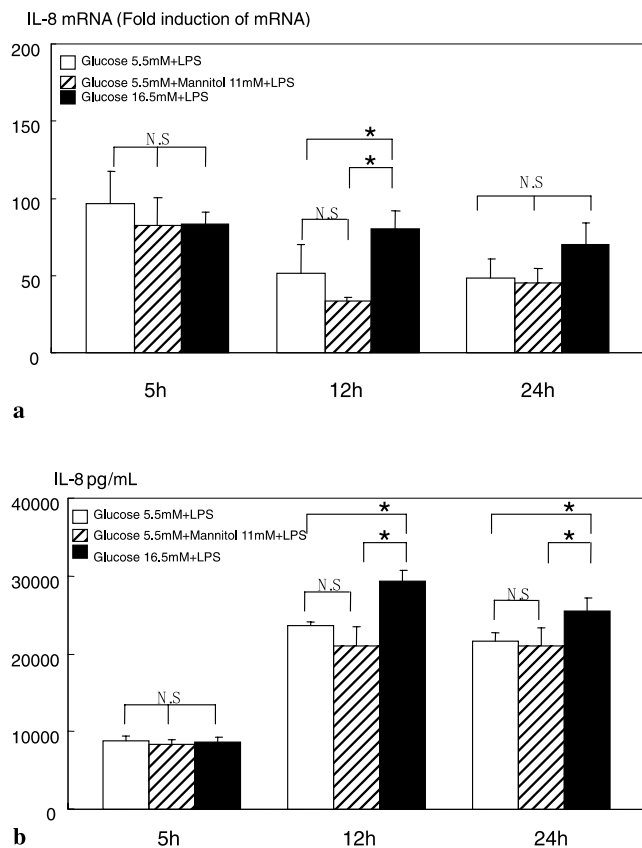 IL-8 mRNA (Fold induction of mRNA)
200
Glucose 5.5mM+LPS
Glucose 5.5mM+Mannitol 11mM+LPS
Glucose 16.5mM+LPS
150
N.S
*
N.S
*
100
N.S
50
0
5h
12h
24h
a
IL-8 pg/mL
40000
Glucose 5.5mM+LPS
*
*
Glucose 5.5mM+Mannitol 11mM+LPS
*
*
Glucose 16.5mM+LPS
30000
N.S
N.S
20000
N.S
10000
0
5h
12h
24h
b